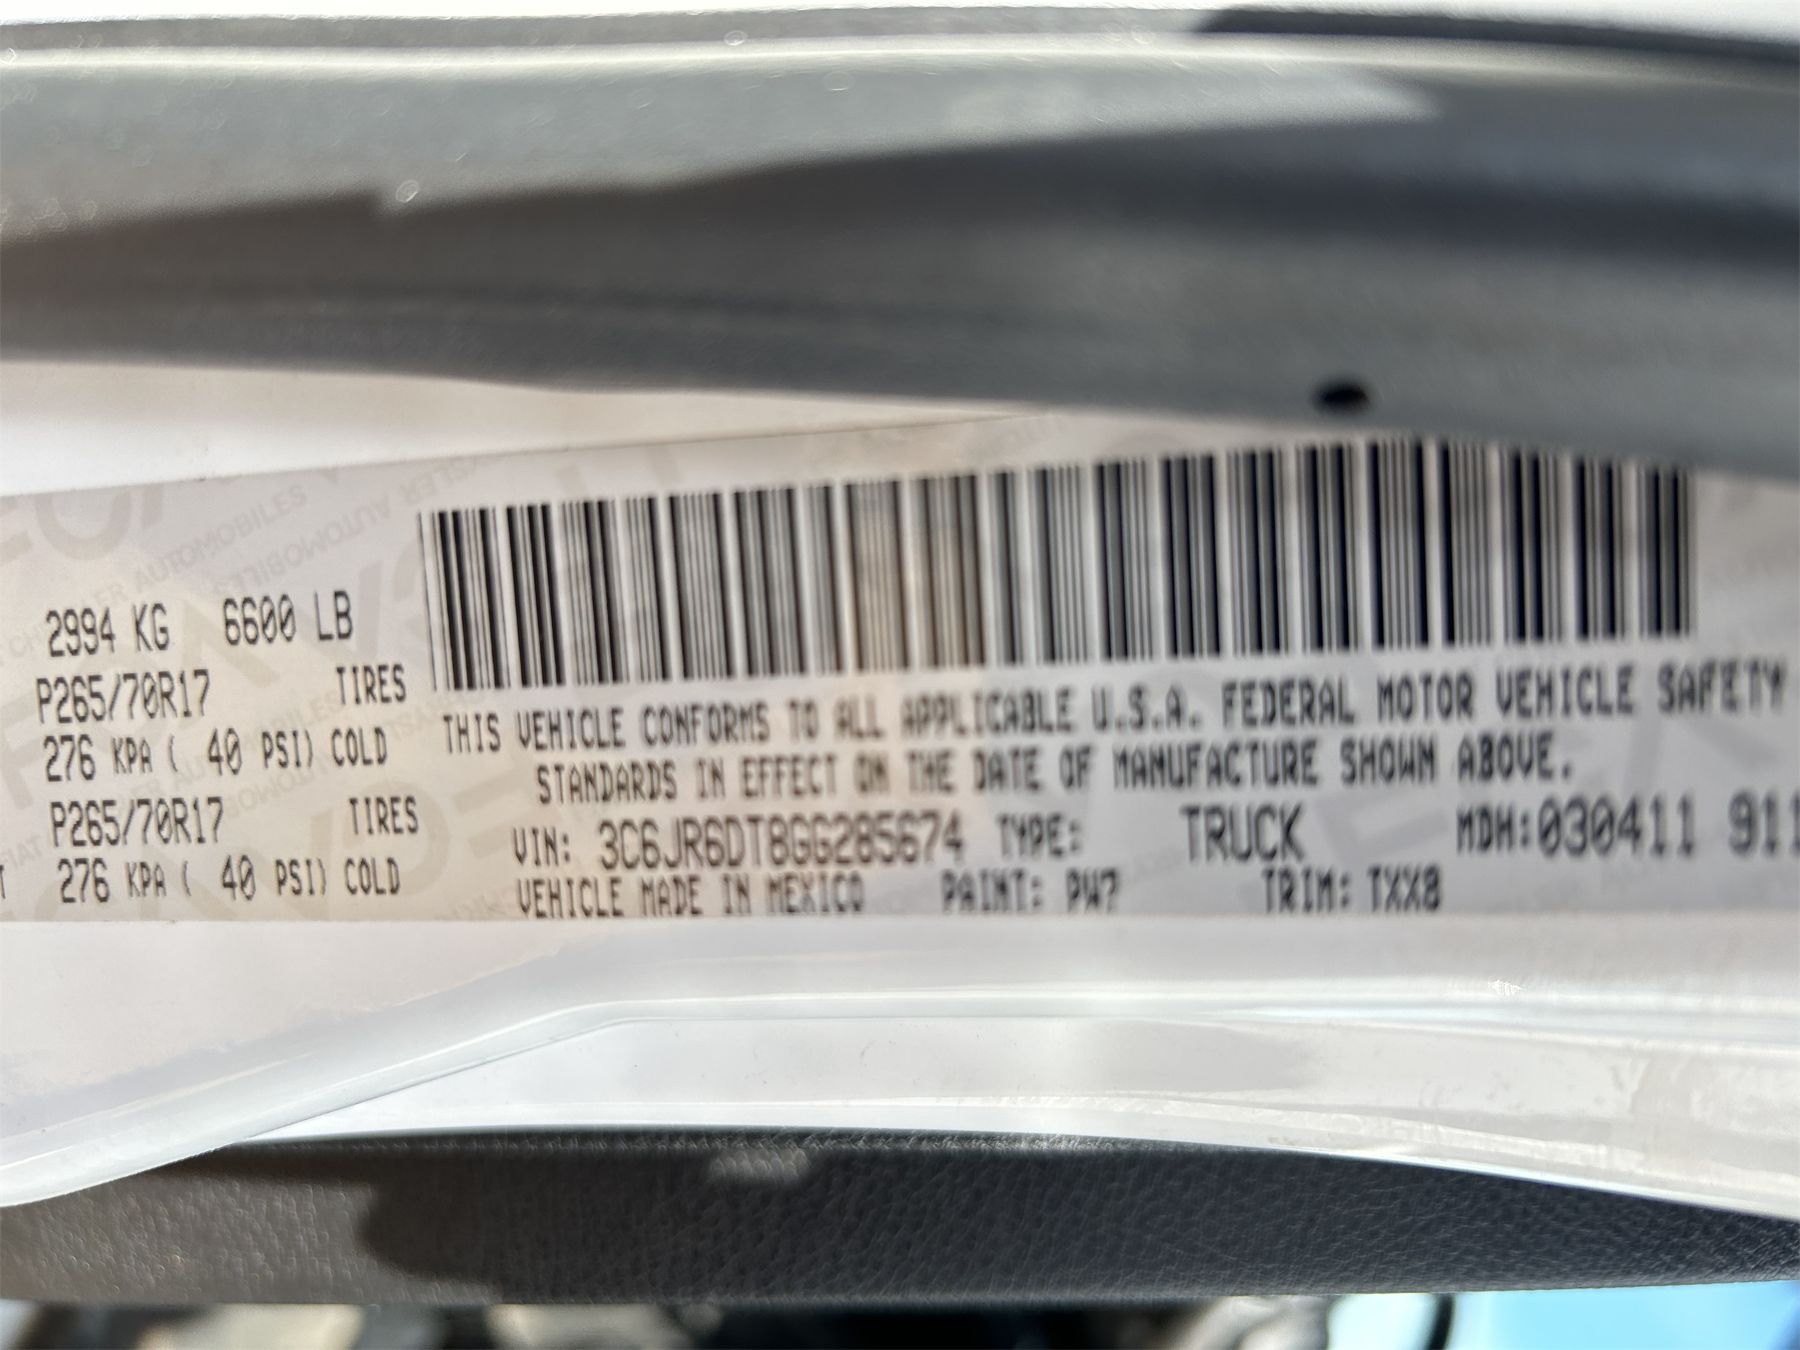 2994 KG 6600 LB
P265/70R17 TIRES
276 KPA ( 40 PSI) COLD
P265/70R17 TIRES
276 KPA ( 40 PSI) COLD
THIS VEHICLE CONFORMS TO ALL APPLICABLE U.S.A. FEDERAL MOTOR VEHICLE SAFETY
STANDARDS IN EFFECT ON THE DATE OF MANUFACTURE SHOWN ABOVE.
VIN: 3C6JR6DT8GG285674 TYPE: TRUCK MDH:030411 911
VEHICLE MADE IN MEXICO PAINT: PW7 TRIM: TXX8